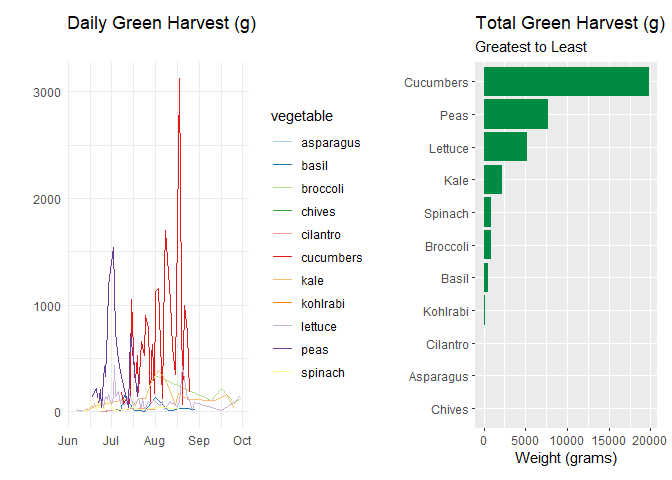 Daily Green Harvest (g)
3000
2000
1000
0
Jun Jul Aug Sep Oct
vegetable
asparagus
basil
broccoli
chives
cilantro
cucumbers
kale
kohlrabi
lettuce
peas
spinach
Total Green Harvest (g)
Greatest to Least
Cucumbers
Peas
Lettuce
Kale
Spinach
Broccoli
Basil
Kohlrabi
Cilantro
Asparagus
Chives
0 5000 10000 15000 20000
Weight (grams)